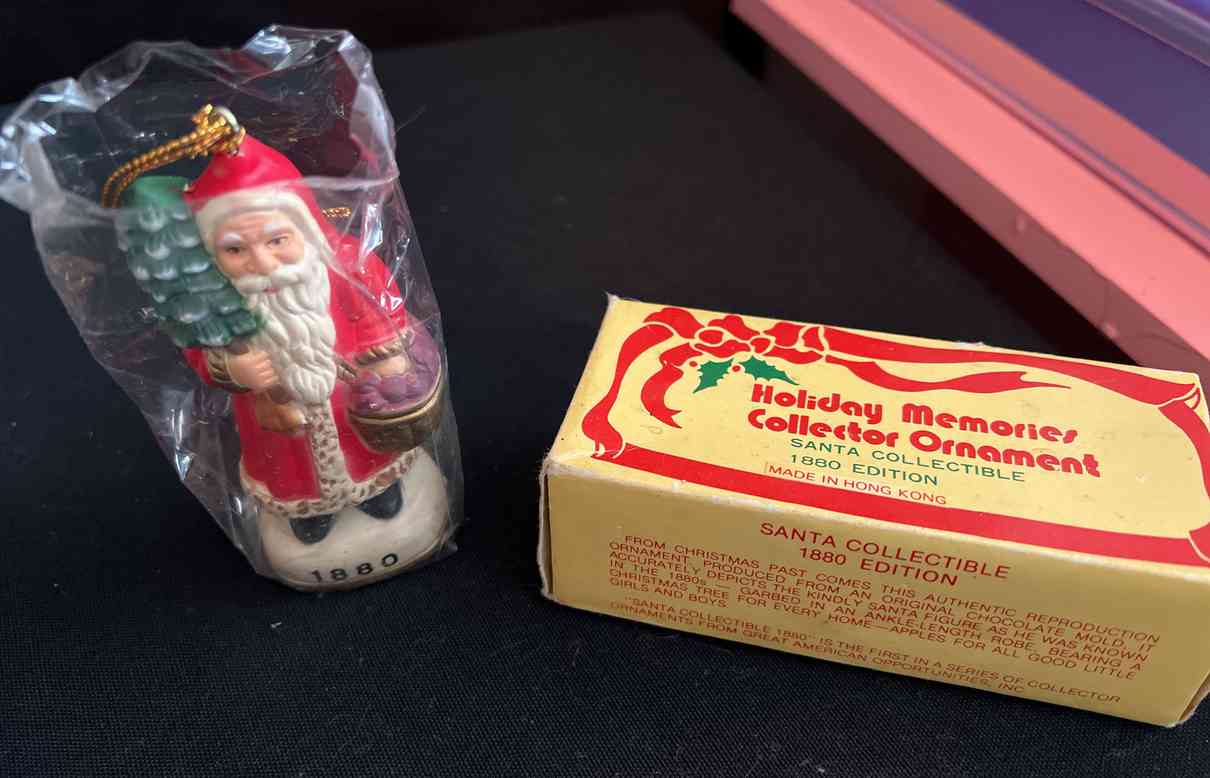 1880
Holiday Memories
Collector Ornament
SANTA COLLECTIBLE
1880 EDITION
MADE IN HONG KONG
SANTA COLLECTIBLE
1880 EDITION
FROM CHRISTMAS PAST COMES THIS AUTHENTIC REPRODUCTION
ORNAMENT. PRODUCED FROM AN ORIGINAL CHOCOLATE MOLD, IT
ACCURATELY DEPICTS THE KINDLY SANTA FIGURE AS HE WAS KNOWN
IN THE 1880s — GARBED IN AN ANKLE-LENGTH ROBE, BEARING A
CHRISTMAS TREE FOR EVERY HOME—APPLES FOR ALL GOOD LITTLE
GIRLS AND BOYS.
"SANTA COLLECTIBLE 1880" IS THE FIRST IN A SERIES OF COLLECTOR
ORNAMENTS FROM GREAT AMERICAN OPPORTUNITIES, INC.